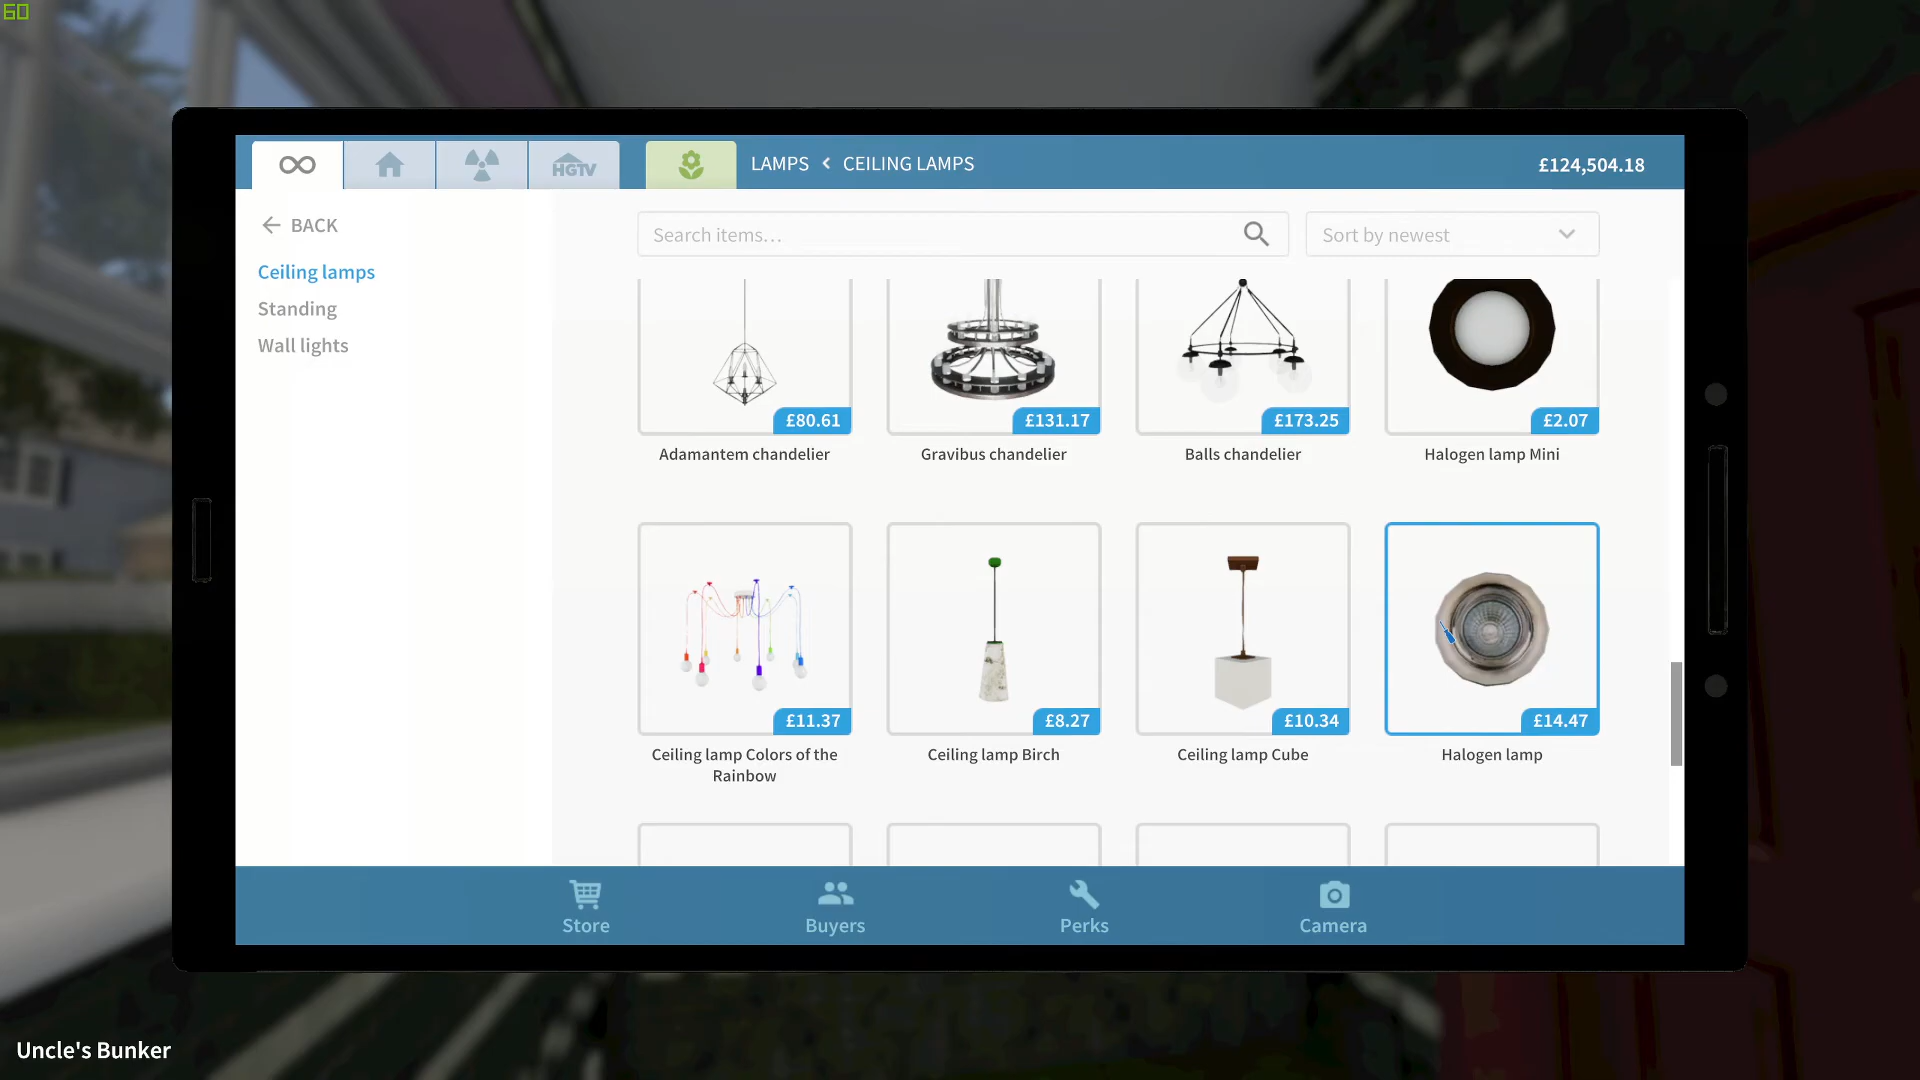 60
HGTV
LAMPS < CEILING LAMPS
£124,504.18
BACK
Search items...
Sort by newest
Ceiling lamps
Standing
Wall lights
£80.61
£131.17
£173.25
£2.07
Adamantem chandelier
Gravibus chandelier
Balls chandelier
Halogen lamp Mini
£11.37
£8.27
£10.34
£14.47
Ceiling lamp Colors of the
Rainbow
Ceiling lamp Birch
Ceiling lamp Cube
Halogen lamp
Store
Buyers
Perks
Camera
Uncle's Bunker